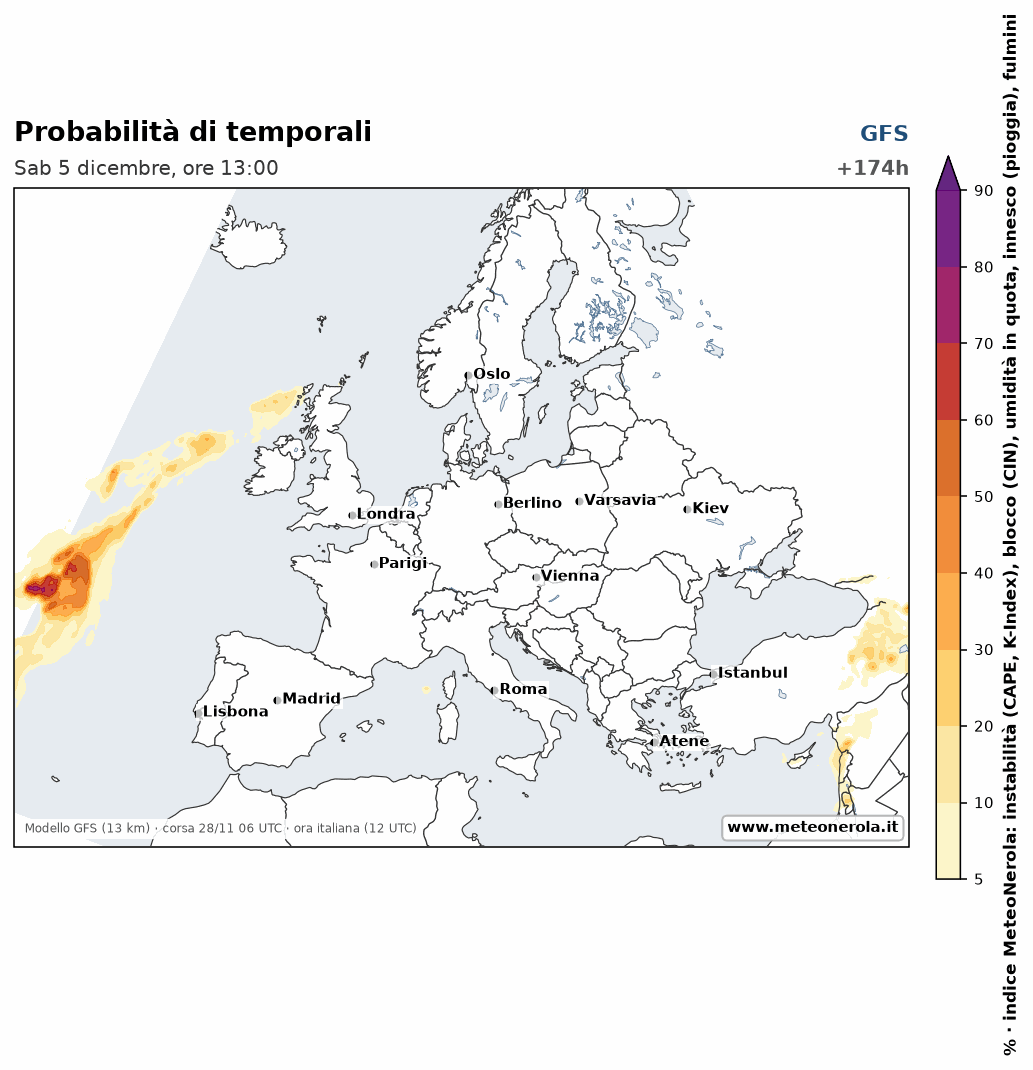 Probabilità di temporali
GFS
Sab 5 dicembre, ore 13:00
+174h
Oslo
Berlino
Varsavia
Kiev
Londra
Parigi
Vienna
Istanbul
Roma
Madrid
Lisbona
Atene
Modello GFS (13 km) · corsa 28/11 06 UTC · ora italiana (12 UTC)
www.meteonerola.it
90
80
70
60
50
40
30
20
10
5
% · indice MeteoNerola: instabilità (CAPE, K-Index), blocco (CIN), umidità in quota, innesco (pioggia), fulmini